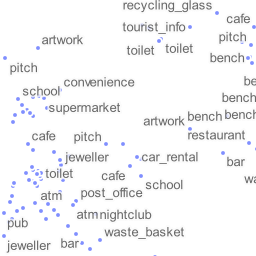 recycling_glass
cafe
tourist_info
artwork
pitch
toilet
toilet
bench
pitch
convenience
be
school
bench
supermarket
bench
bench
artwork
cafe
pitch
restaurant
jeweller
car_rental
bar
toilet
cafe
wa
school
atm
post_office
atm
nightclub
pub
waste_basket
jeweller
bar